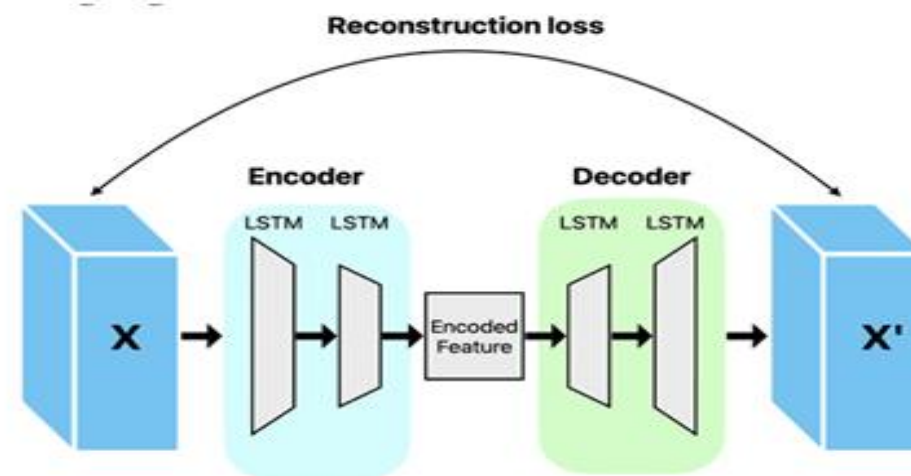 Reconstruction loss
Encoder
Decoder
LSTM LSTM
LSTM LSTM
X
Encoded
Feature
X'